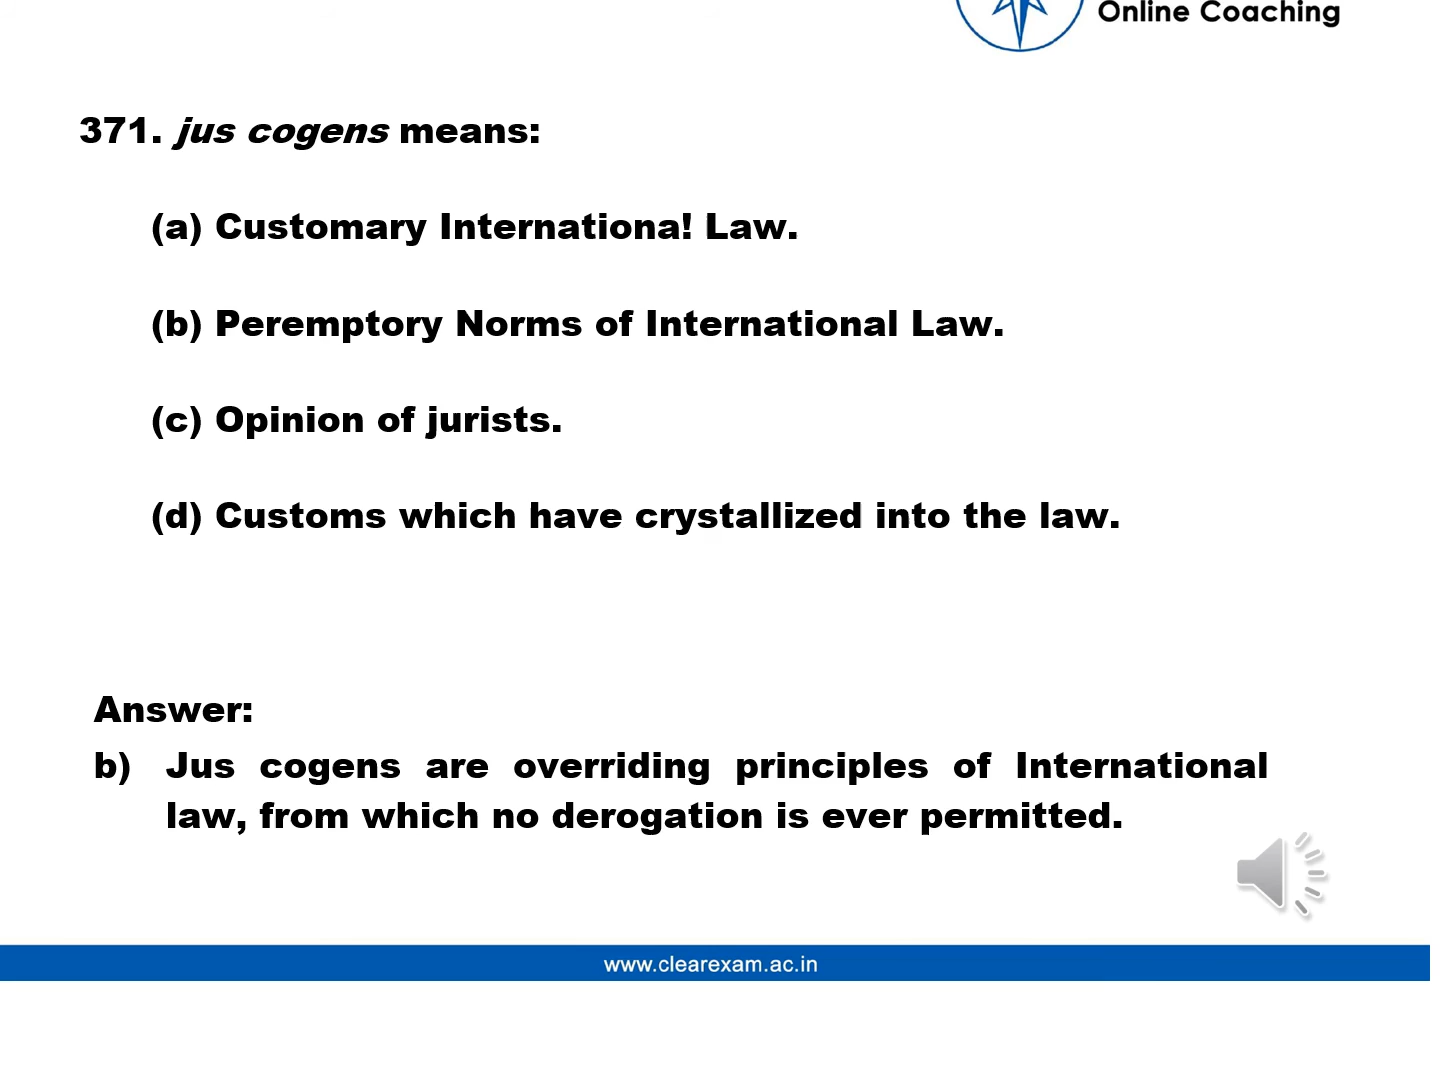 Online Coaching
371. jus cogens means:
(a) Customary Internationa! Law.
(b) Peremptory Norms of International Law.
(c) Opinion of jurists.
(d) Customs which have crystallized into the law.
Answer:
b) Jus cogens are overriding principles of International
law, from which no derogation is ever permitted.
www.clearexam.ac.in